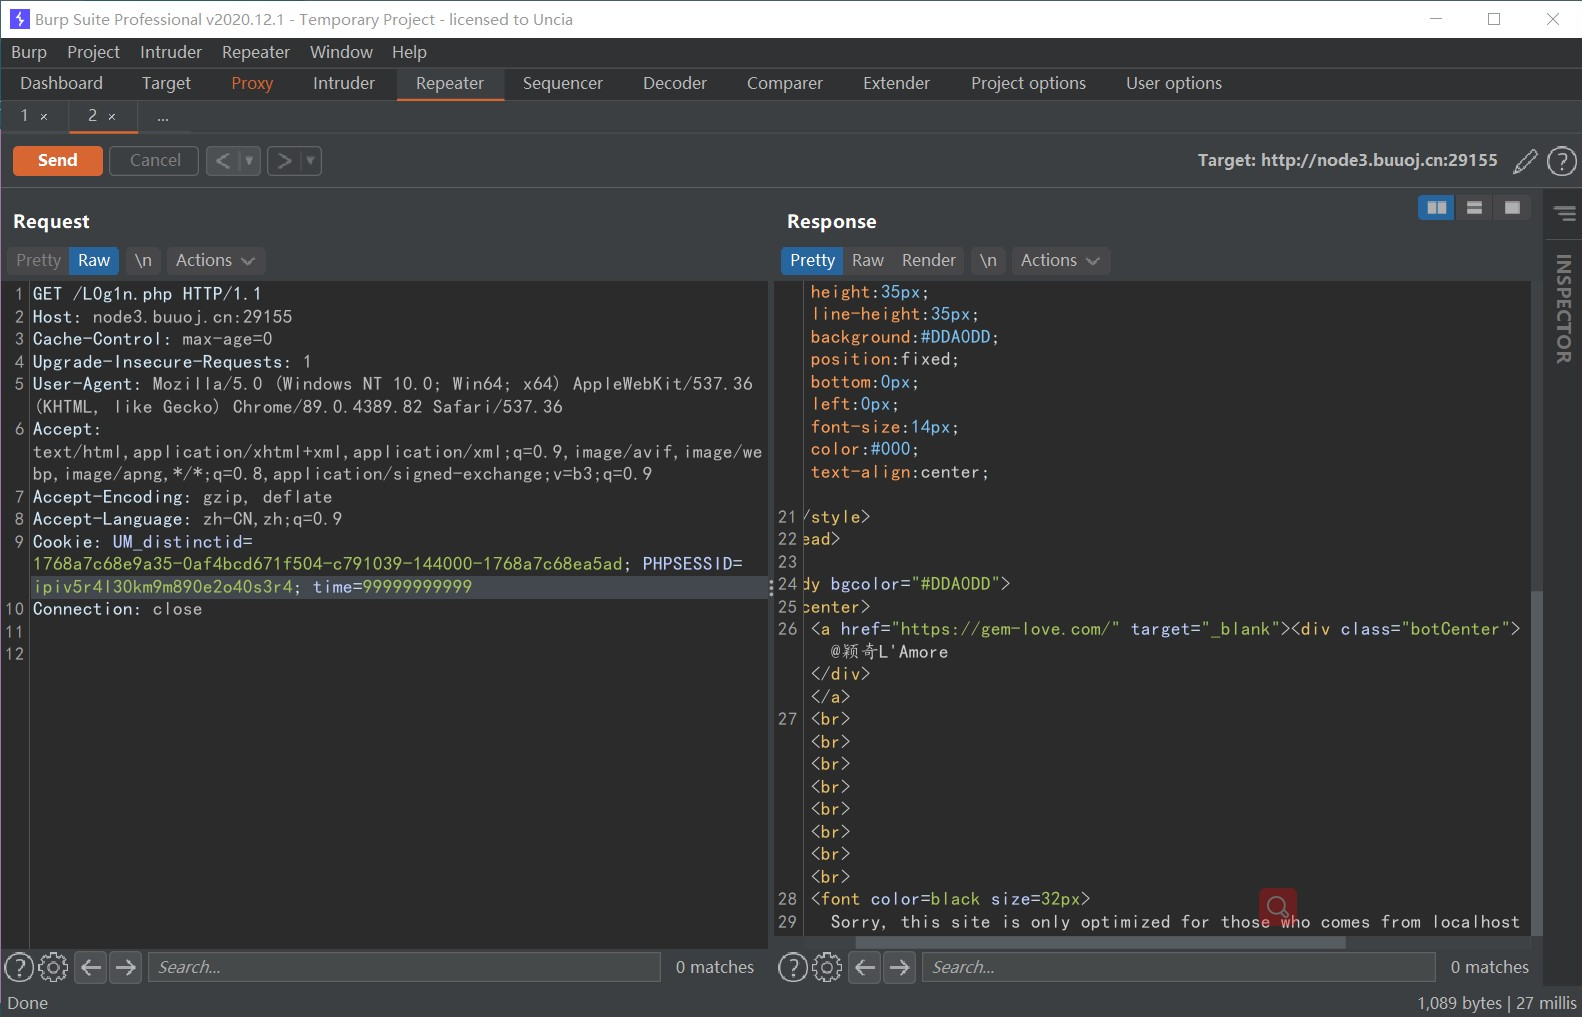 Burp Suite Professional v2020.12.1 - Temporary Project - licensed to Uncia
Burp Project Intruder Repeater Window Help
Dashboard Target Proxy Intruder Repeater Sequencer Decoder Comparer Extender Project options User options
1 × 2 × ...
Send Cancel < > Target: http://node3.buuoj.cn:29155
Request
Pretty Raw \n Actions
1 GET /L0g1n.php HTTP/1.1
2 Host: node3.buuoj.cn:29155
3 Cache-Control: max-age=0
4 Upgrade-Insecure-Requests: 1
5 User-Agent: Mozilla/5.0 (Windows NT 10.0; Win64; x64) AppleWebKit/537.36
(KHTML, like Gecko) Chrome/89.0.4389.82 Safari/537.36
6 Accept:
text/html,application/xhtml+xml,application/xml;q=0.9,image/avif,image/we
bp,image/apng,*/*;q=0.8,application/signed-exchange;v=b3;q=0.9
7 Accept-Encoding: gzip, deflate
8 Accept-Language: zh-CN,zh;q=0.9
9 Cookie: UM_distinctid=
1768a7c68e9a35-0af4bcd671f504-c791039-144000-1768a7c68ea5ad; PHPSESSID=
ipiv5r4l30km9m890e2o40s3r4; time=99999999999
10 Connection: close
11
12
Search... 0 matches
Response
Pretty Raw Render \n Actions
height:35px;
line-height:35px;
background:#DDA0DD;
position:fixed;
bottom:0px;
left:0px;
font-size:14px;
color:#000;
text-align:center;
21 /style>
22 ead>
23
24 dy bgcolor="#DDA0DD">
25 center>
26 <a href="https://gem-love.com/" target="_blank"><div class="botCenter">
@颖奇L'Amore
</div>
</a>
27 <br>
<br>
<br>
<br>
<br>
<br>
<br>
<br>
28 <font color=black size=32px>
29 Sorry, this site is only optimized for those who comes from localhost
Search... 0 matches
INSPECTOR
Done
1,089 bytes | 27 millis